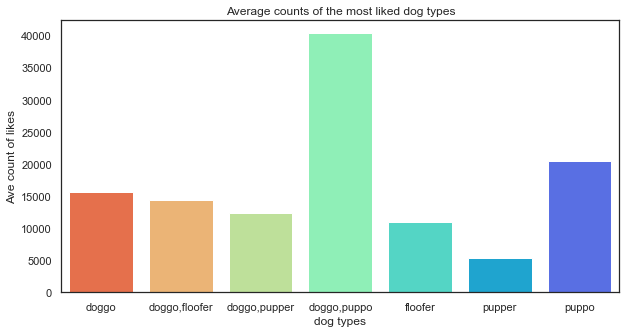 Average counts of the most liked dog types
Ave count of likes
40000
35000
30000
25000
20000
15000
10000
5000
0
doggo doggo,floofer doggo,pupper doggo,puppo floofer pupper puppo
dog types